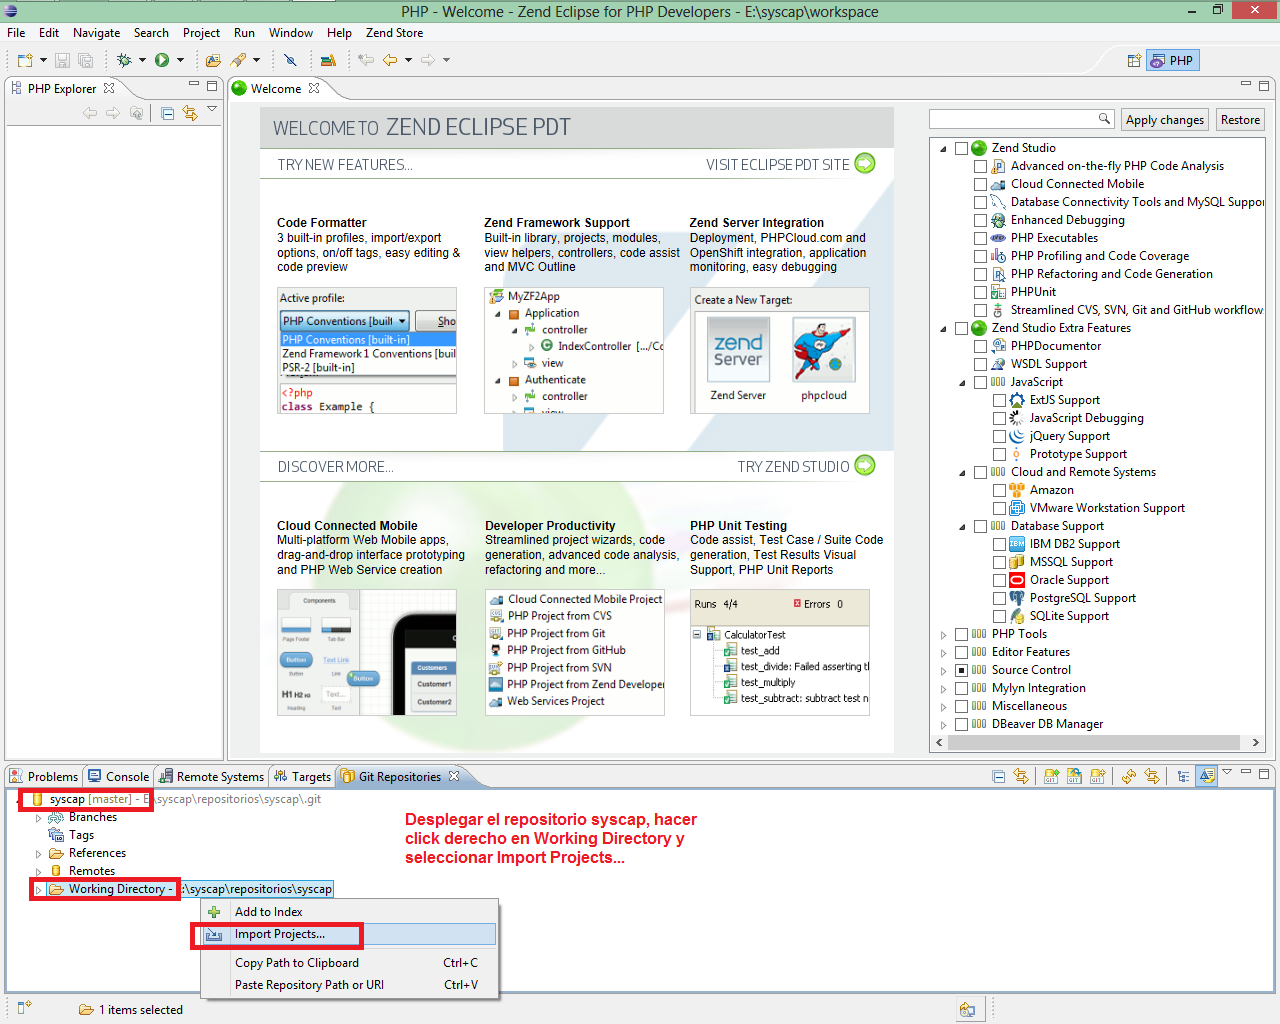 PHP - Welcome - Zend Eclipse for PHP Developers - E:\syscap\workspace
File Edit Navigate Search Project Run Window Help Zend Store
PHP
PHP Explorer
Welcome
WELCOME TO ZEND ECLIPSE PDT
TRY NEW FEATURES...
VISIT ECLIPSE PDT SITE
Code Formatter
3 built-in profiles, import/export
options, on/off tags, easy editing &
code preview
Zend Framework Support
Built-in library, projects, modules,
view helpers, controllers, code assist
and MVC Outline
Zend Server Integration
Deployment, PHPCloud.com and
OpenShift integration, application
monitoring, easy debugging
Active profile:
PHP Conventions [built
Sho
PHP Conventions [built-in]
Zend Framework 1 Conventions [buil
PSR-2 [built-in]
<?php
class Example {
MyZF2App
Application
controller
IndexController [.../Co
view
Authenticate
controller
view
Create a New Target:
zend
Server
Zend Server
phpcloud
DISCOVER MORE...
TRY ZEND STUDIO
Cloud Connected Mobile
Multi-platform Web Mobile apps,
drag-and-drop interface prototyping
and PHP Web Service creation
Developer Productivity
Streamlined project wizards, code
generation, advanced code analysis,
refactoring and more...
PHP Unit Testing
Code assist, Test Case / Suite Code
generation, Test Results Visual
Support, PHP Unit Reports
Components
Page Footer
Tab-Bar
Button
Text Link
Button
Link
Button
H1 H2 H3
Text...
Heading
Text
Customers
Customer1
Customer2
Cloud Connected Mobile Project
PHP Project from CVS
PHP Project from Git
PHP Project from GitHub
PHP Project from SVN
PHP Project from Zend Developer
Web Services Project
Runs 4/4
Errors 0
CalculatorTest
test_add
test_divide: Failed asserting th
test_multiply
test_subtract: subtract test n
Apply changes
Restore
Zend Studio
Advanced on-the-fly PHP Code Analysis
Cloud Connected Mobile
Database Connectivity Tools and MySQL Suppor
Enhanced Debugging
PHP Executables
PHP Profiling and Code Coverage
PHP Refactoring and Code Generation
PHPUnit
Streamlined CVS, SVN, Git and GitHub workflow
Zend Studio Extra Features
PHPDocumentor
WSDL Support
JavaScript
ExtJS Support
JavaScript Debugging
jQuery Support
Prototype Support
Cloud and Remote Systems
Amazon
VMware Workstation Support
Database Support
IBM DB2 Support
MSSQL Support
Oracle Support
PostgreSQL Support
SQLite Support
PHP Tools
Editor Features
Source Control
Mylyn Integration
Miscellaneous
DBeaver DB Manager
Problems
Console
Remote Systems
Targets
Git Repositories
syscap [master] - E:\syscap\repositorios\syscap\.git
Branches
Tags
References
Remotes
Working Directory - :\syscap\repositorios\syscap
Desplegar el repositorio syscap, hacer
click derecho en Working Directory y
seleccionar Import Projects...
Add to Index
Import Projects...
Copy Path to Clipboard Ctrl+C
Paste Repository Path or URI Ctrl+V
1 items selected